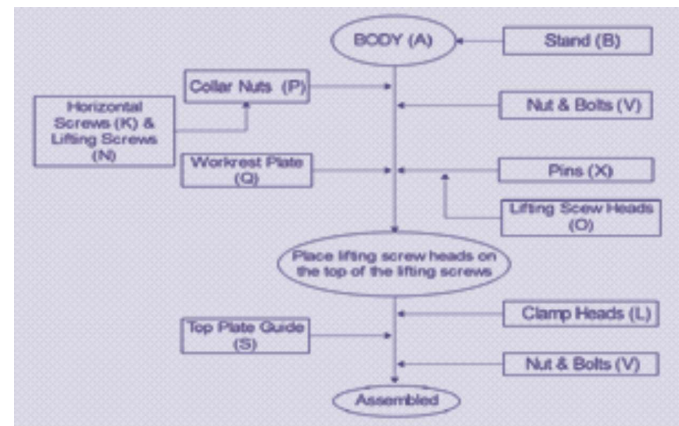 BODY (A)
Stand (B)
Collar Nuts (P)
Horizontal
Screws (K) &
Lifting Screws
(N)
Nut & Bolts (V)
Workrest Plate
(Q)
Pins (X)
Lifting Scew Heads
(O)
Place lifting screw heads on
the top of the lifting screws
Clamp Heads (L)
Top Plate Guide
(S)
Nut & Bolts (V)
Assembled